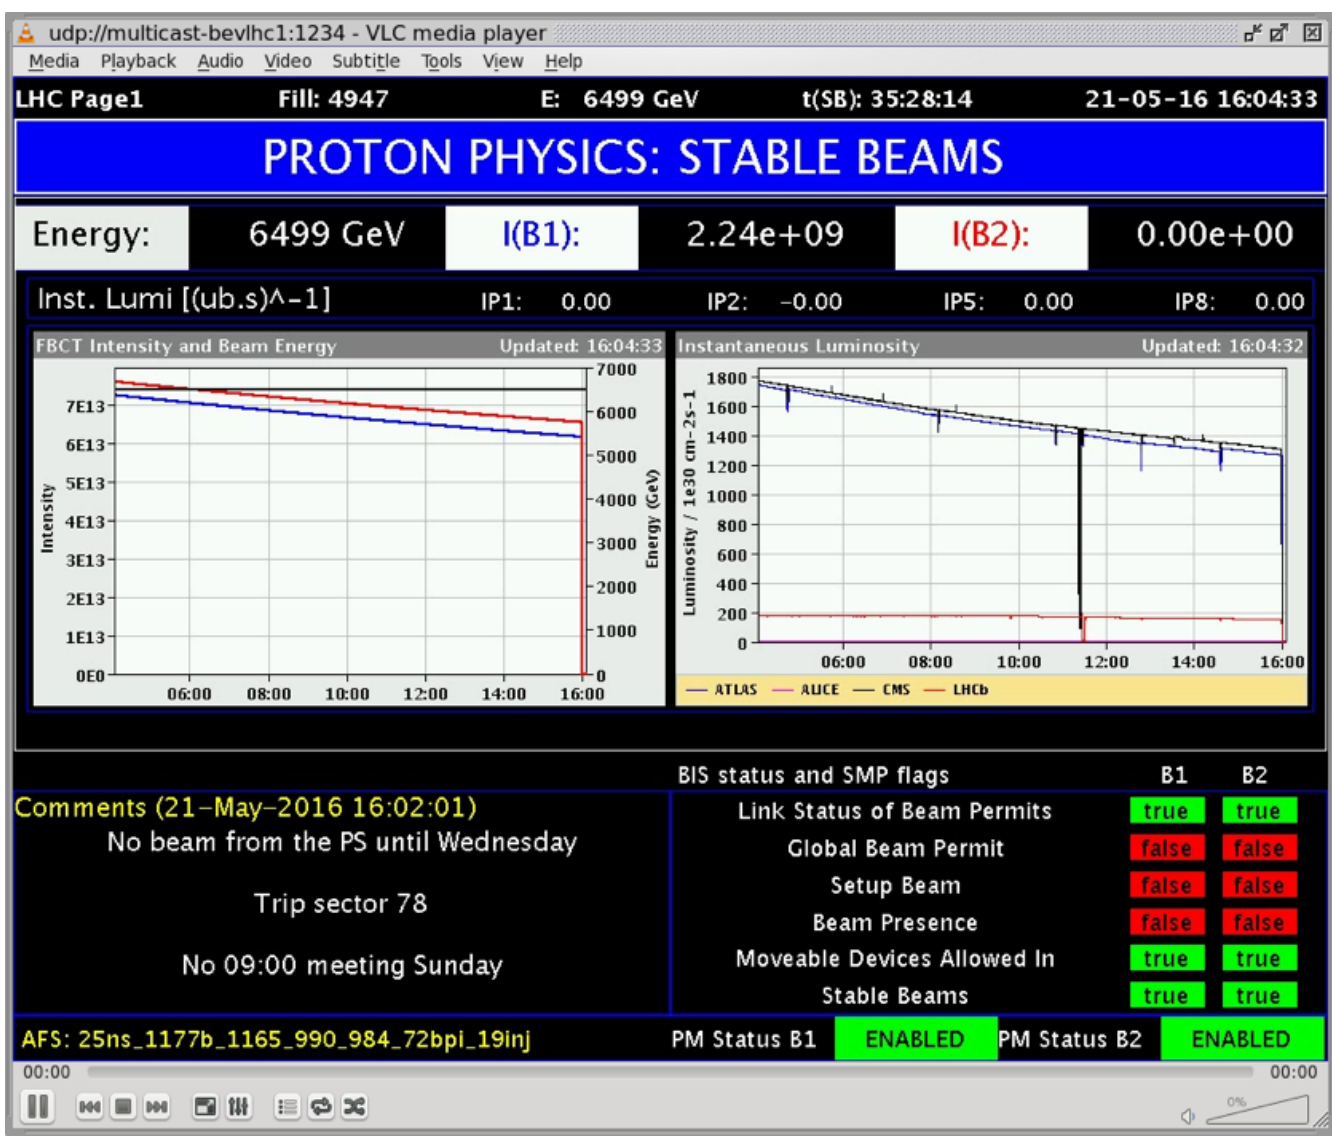 udp://multicast-bevlhc1:1234 - VLC media player
Media Playback Audio Video Subtitle Tools View Help
LHC Page1 Fill: 4947 E: 6499 GeV t(SB): 35:28:14 21-05-16 16:04:33
PROTON PHYSICS: STABLE BEAMS
Energy: 6499 GeV I(B1): 2.24e+09 I(B2): 0.00e+00
Inst. Lumi [(ub.s)^-1] IP1: 0.00 IP2: -0.00 IP5: 0.00 IP8: 0.00
FBCT Intensity and Beam Energy Updated: 16:04:33
Intensity
7E13
6E13
5E13
4E13
3E13
2E13
1E13
0E0
7000
6000
5000
4000
3000
2000
1000
0
Energy (GeV)
06:00 08:00 10:00 12:00 14:00 16:00
Instantaneous Luminosity Updated: 16:04:32
Luminosity / 1e30 cm-2s-1
1800
1600
1400
1200
1000
800
600
400
200
0
06:00 08:00 10:00 12:00 14:00 16:00
ATLAS ALICE CMS LHCb
Comments (21-May-2016 16:02:01)
No beam from the PS until Wednesday
Trip sector 78
No 09:00 meeting Sunday
BIS status and SMP flags B1 B2
Link Status of Beam Permits true true
Global Beam Permit false false
Setup Beam false false
Beam Presence false false
Moveable Devices Allowed In true true
Stable Beams true true
AFS: 25ns_1177b_1165_990_984_72bpi_19inj
PM Status B1 ENABLED PM Status B2 ENABLED
00:00 00:00
0%